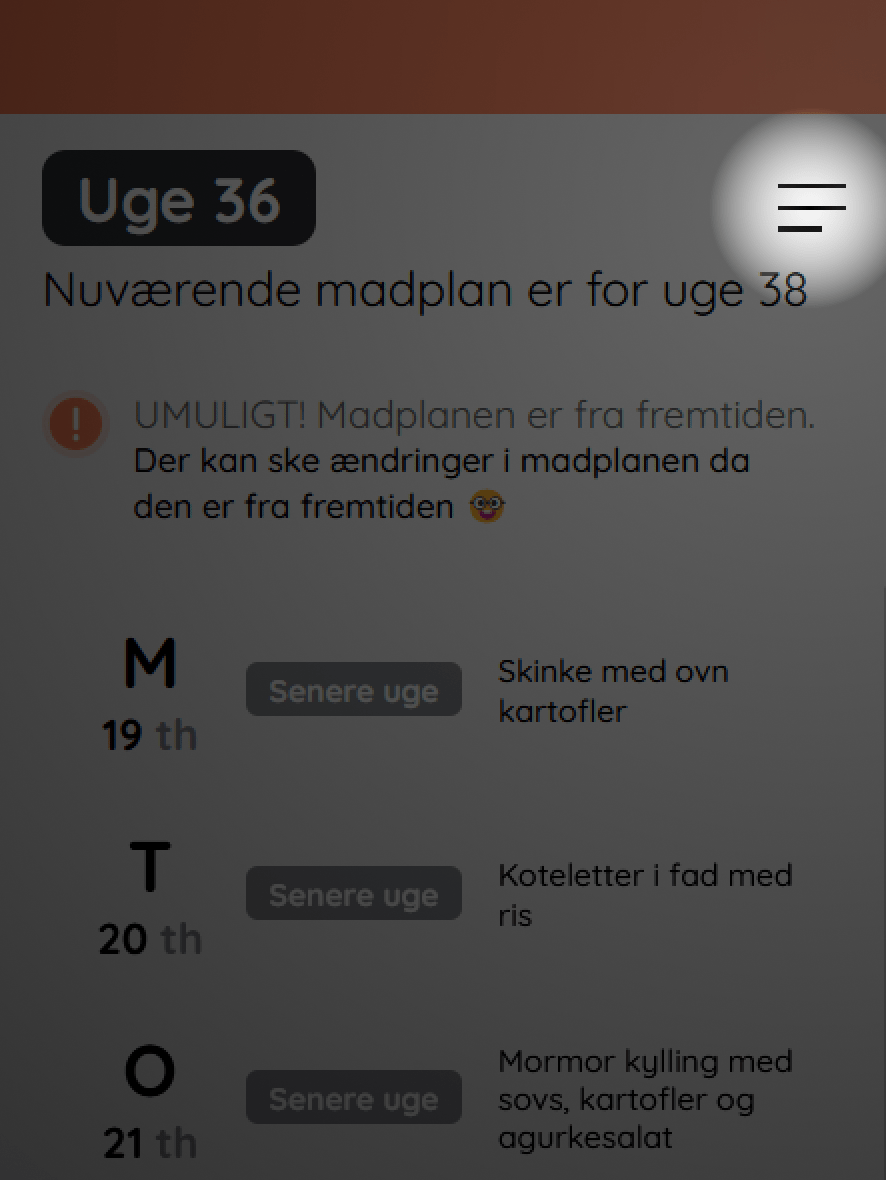 Uge 36
Nuværende madplan er for uge 38
UMULIGT! Madplanen er fra fremtiden.
Der kan ske ændringer i madplanen da
den er fra fremtiden 🤓
M
19 th
Senere uge
Skinke med ovn
kartofler
T
20 th
Senere uge
Koteletter i fad med
ris
O
21 th
Senere uge
Mormor kylling med
sovs, kartofler og
agurkesalat